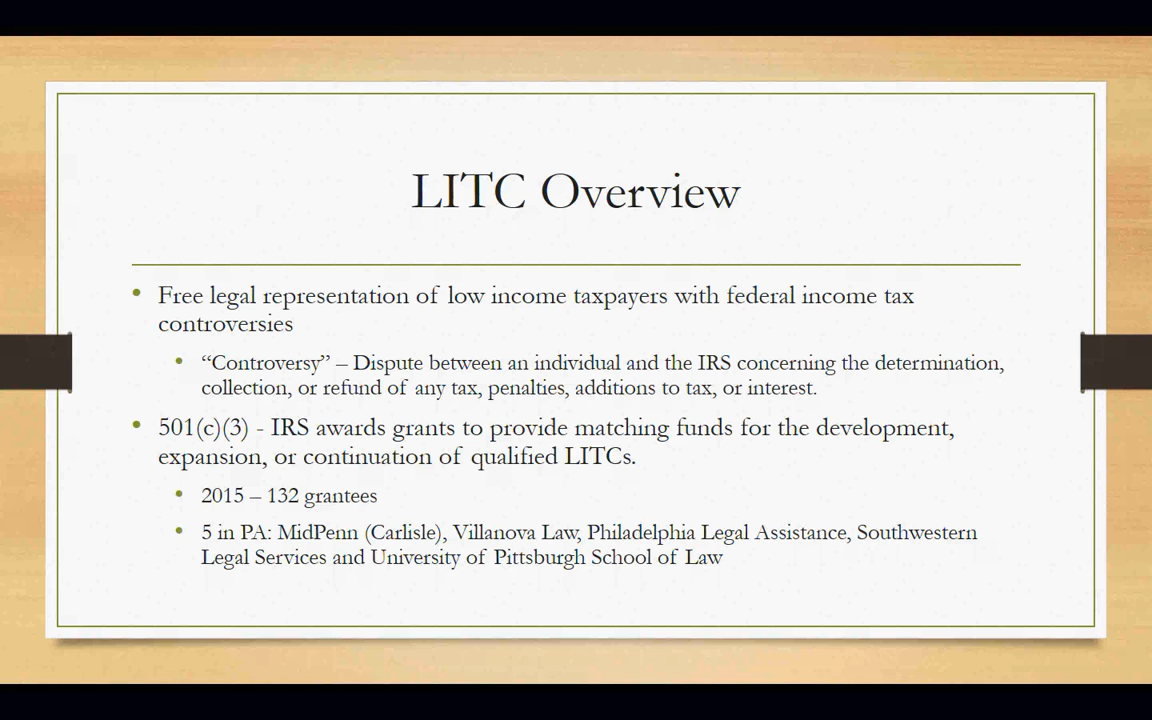 LITC Overview
• Free legal representation of low income taxpayers with federal income tax
controversies
• “Controversy” – Dispute between an individual and the IRS concerning the determination,
collection, or refund of any tax, penalties, additions to tax, or interest.
• 501(c)(3) - IRS awards grants to provide matching funds for the development,
expansion, or continuation of qualified LITCs.
• 2015 – 132 grantees
• 5 in PA: MidPenn (Carlisle), Villanova Law, Philadelphia Legal Assistance, Southwestern
Legal Services and University of Pittsburgh School of Law